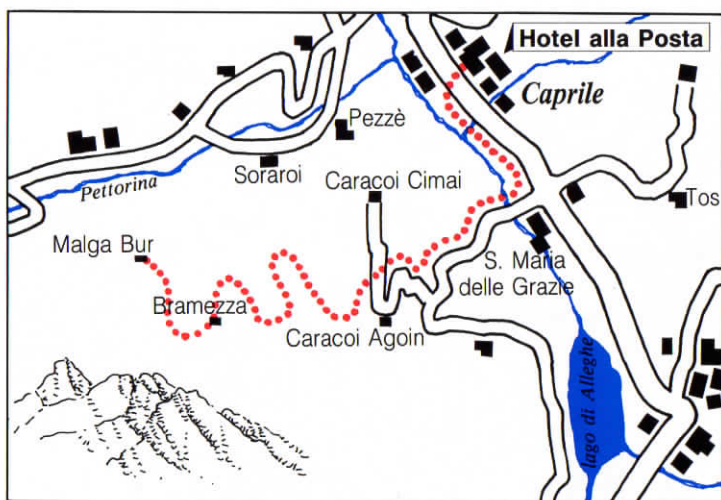 Hotel alla Posta
Caprile
Pezzè
Pettorina
Soraroi
Caracoi Cimai
Tos
Malga Bur
S. Maria
delle Grazie
Bramezza
Caracoi Agoin
lago di Alleghe